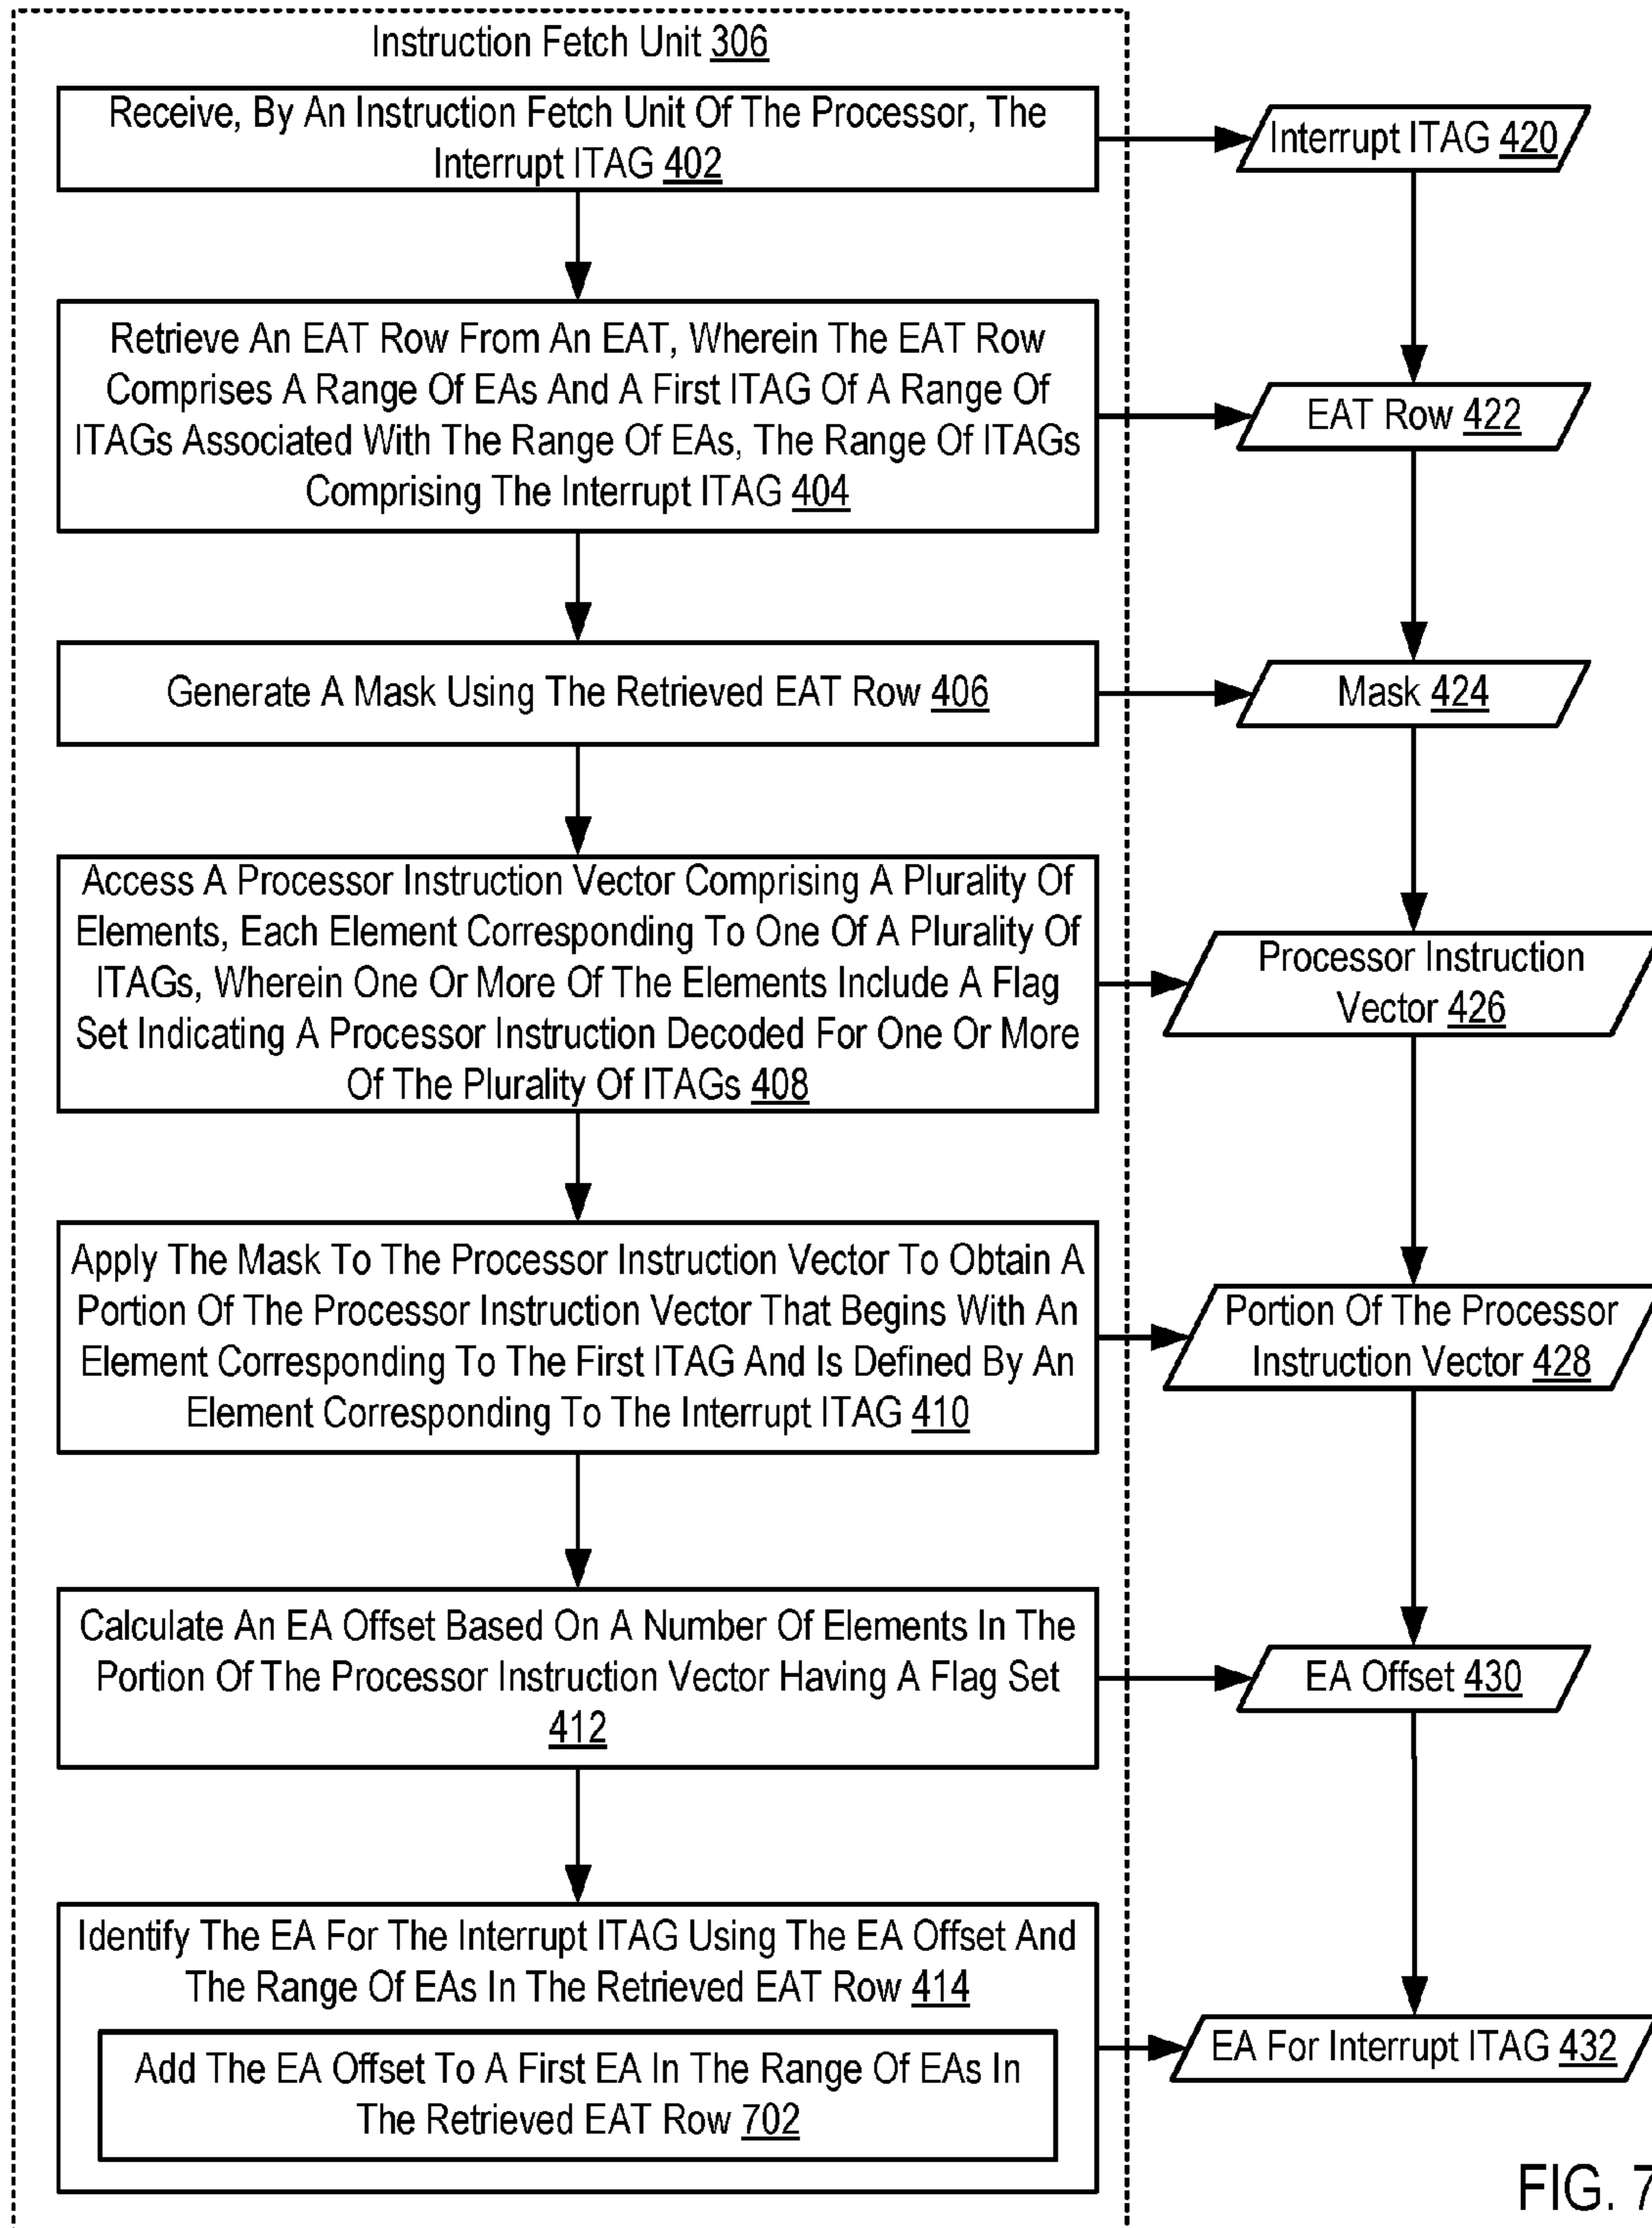 Instruction Fetch Unit 306
Receive, By An Instruction Fetch Unit Of The Processor, The
Interrupt ITAG 402
Interrupt ITAG 420
Retrieve An EAT Row From An EAT, Wherein The EAT Row
Comprises A Range Of EAs And A First ITAG Of A Range Of
ITAGs Associated With The Range Of EAs, The Range Of ITAGs
Comprising The Interrupt ITAG 404
EAT Row 422
Generate A Mask Using The Retrieved EAT Row 406
Mask 424
Access A Processor Instruction Vector Comprising A Plurality Of
Elements, Each Element Corresponding To One Of A Plurality Of
ITAGs, Wherein One Or More Of The Elements Include A Flag
Set Indicating A Processor Instruction Decoded For One Or More
Of The Plurality Of ITAGs 408
Processor Instruction
Vector 426
Apply The Mask To The Processor Instruction Vector To Obtain A
Portion Of The Processor Instruction Vector That Begins With An
Element Corresponding To The First ITAG And Is Defined By An
Element Corresponding To The Interrupt ITAG 410
Portion Of The Processor
Instruction Vector 428
Calculate An EA Offset Based On A Number Of Elements In The
Portion Of The Processor Instruction Vector Having A Flag Set
412
EA Offset 430
Identify The EA For The Interrupt ITAG Using The EA Offset And
The Range Of EAs In The Retrieved EAT Row 414
Add The EA Offset To A First EA In The Range Of EAs In
The Retrieved EAT Row 702
EA For Interrupt ITAG 432
FIG. 7